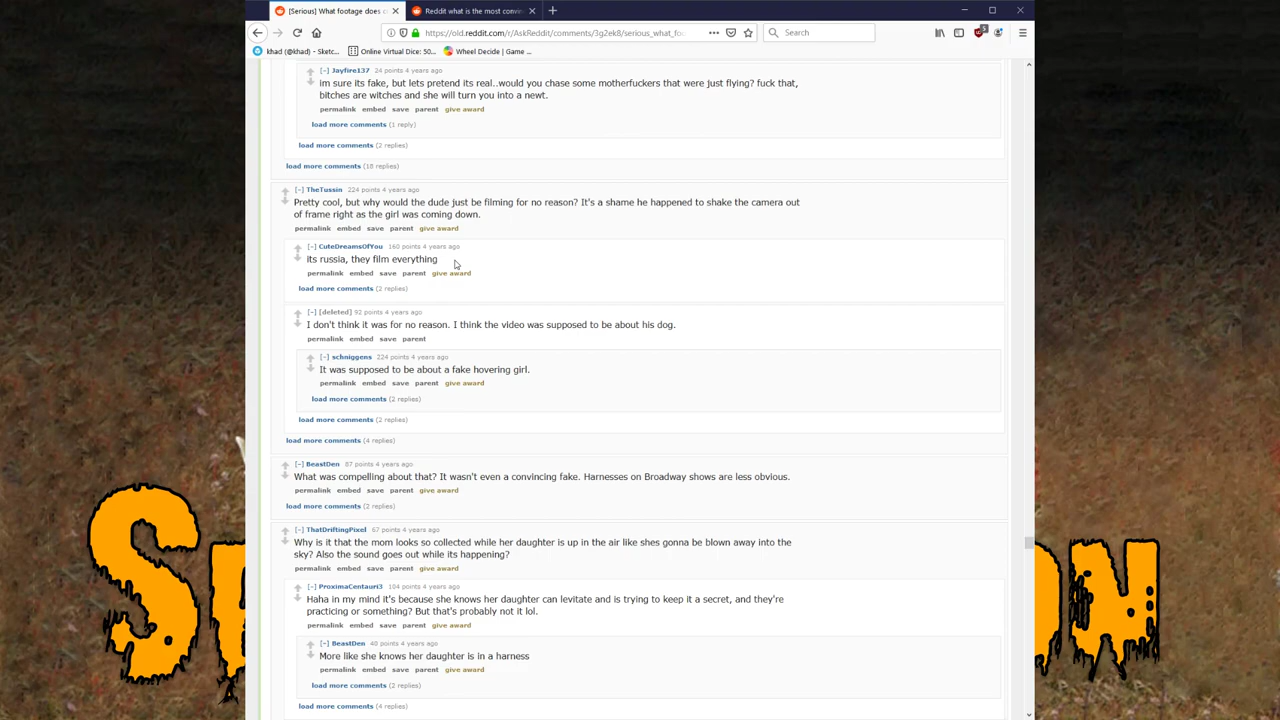 [Serious] What footage does c
Reddit what is the most convin
https://old.reddit.com/r/AskReddit/comments/3g2ek8/serious_what_fo...
Search
khad (@khad) - Sketc...
Online Virtual Dice: 50...
Wheel Decide | Game ...
[-] Jayfire137 24 points 4 years ago
im sure its fake, but lets pretend its real..would you chase some motherfuckers that were just flying? fuck that,
bitches are witches and she will turn you into a newt.
permalink embed save parent give award
load more comments (1 reply)
load more comments (2 replies)
load more comments (18 replies)
[-] TheTussin 224 points 4 years ago
Pretty cool, but why would the dude just be filming for no reason? It's a shame he happened to shake the camera out
of frame right as the girl was coming down.
permalink embed save parent give award
[-] CuteDreamsOfYou 160 points 4 years ago
its russia, they film everything
permalink embed save parent give award
load more comments (2 replies)
[-] [deleted] 92 points 4 years ago
I don't think it was for no reason. I think the video was supposed to be about his dog.
permalink embed save parent
[-] schniggens 224 points 4 years ago
It was supposed to be about a fake hovering girl.
permalink embed save parent give award
load more comments (2 replies)
load more comments (2 replies)
load more comments (4 replies)
[-] BeastDen 87 points 4 years ago
What was compelling about that? It wasn't even a convincing fake. Harnesses on Broadway shows are less obvious.
permalink embed save parent give award
load more comments (2 replies)
[-] ThatDriftingPixel 67 points 4 years ago
Why is it that the mom looks so collected while her daughter is up in the air like shes gonna be blown away into the
sky? Also the sound goes out while its happening?
permalink embed save parent give award
[-] ProximaCentauri3 104 points 4 years ago
Haha in my mind it's because she knows her daughter can levitate and is trying to keep it a secret, and they're
practicing or something? But that's probably not it lol.
permalink embed save parent give award
[-] BeastDen 48 points 4 years ago
More like she knows her daughter is in a harness
permalink embed save parent give award
load more comments (2 replies)
load more comments (4 replies)